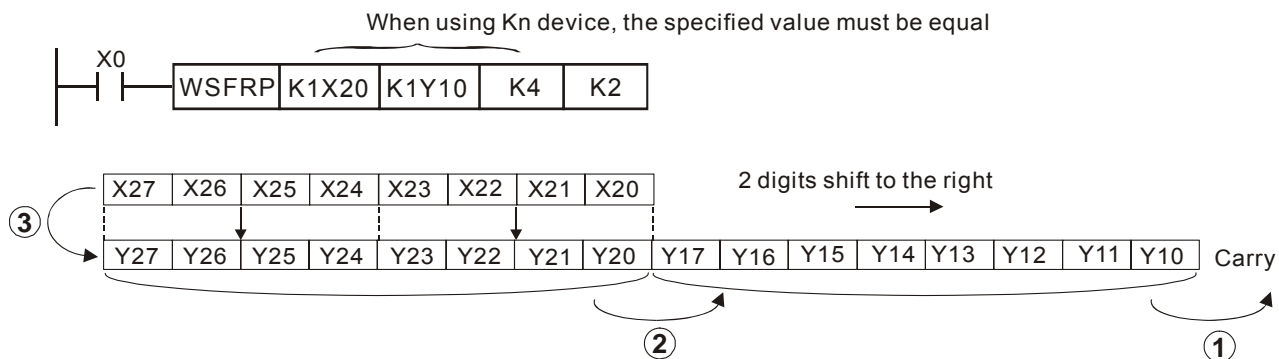 When using Kn device, the specified value must be equal
X0
WSFRP K1X20 K1Y10 K4 K2
X27 X26 X25 X24 X23 X22 X21 X20
2 digits shift to the right
3
Y27 Y26 Y25 Y24 Y23 Y22 Y21 Y20 Y17 Y16 Y15 Y14 Y13 Y12 Y11 Y10 Carry
2
1